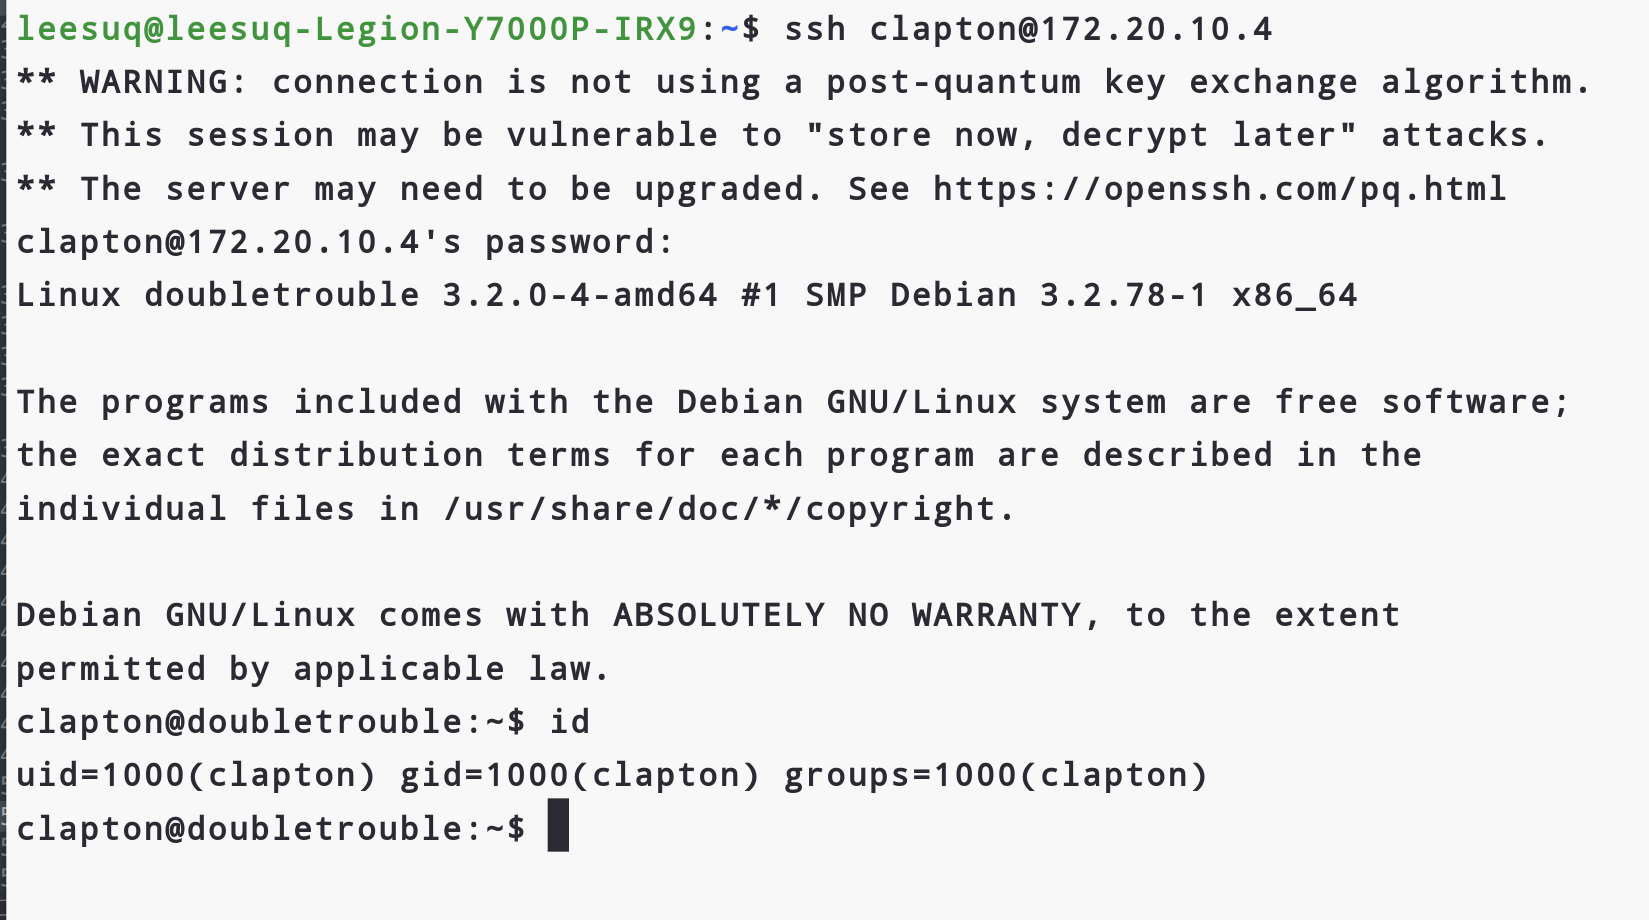 leesuq@leesuq-Legion-Y7000P-IRX9:~$ ssh clapton@172.20.10.4
** WARNING: connection is not using a post-quantum key exchange algorithm.
** This session may be vulnerable to "store now, decrypt later" attacks.
** The server may need to be upgraded. See https://openssh.com/pq.html
clapton@172.20.10.4's password:
Linux doubletrouble 3.2.0-4-amd64 #1 SMP Debian 3.2.78-1 x86_64
The programs included with the Debian GNU/Linux system are free software;
the exact distribution terms for each program are described in the
individual files in /usr/share/doc/*/copyright.
Debian GNU/Linux comes with ABSOLUTELY NO WARRANTY, to the extent
permitted by applicable law.
clapton@doubletrouble:~$ id
uid=1000(clapton) gid=1000(clapton) groups=1000(clapton)
clapton@doubletrouble:~$